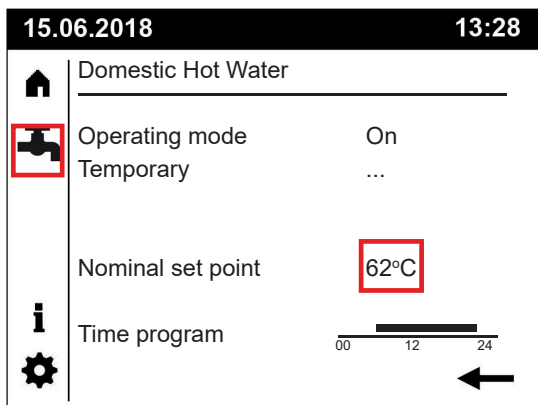 15.06.2018 13:28
Domestic Hot Water
Operating mode On
Temporary ...
Nominal set point 62°C
i
Time program
00 12 24